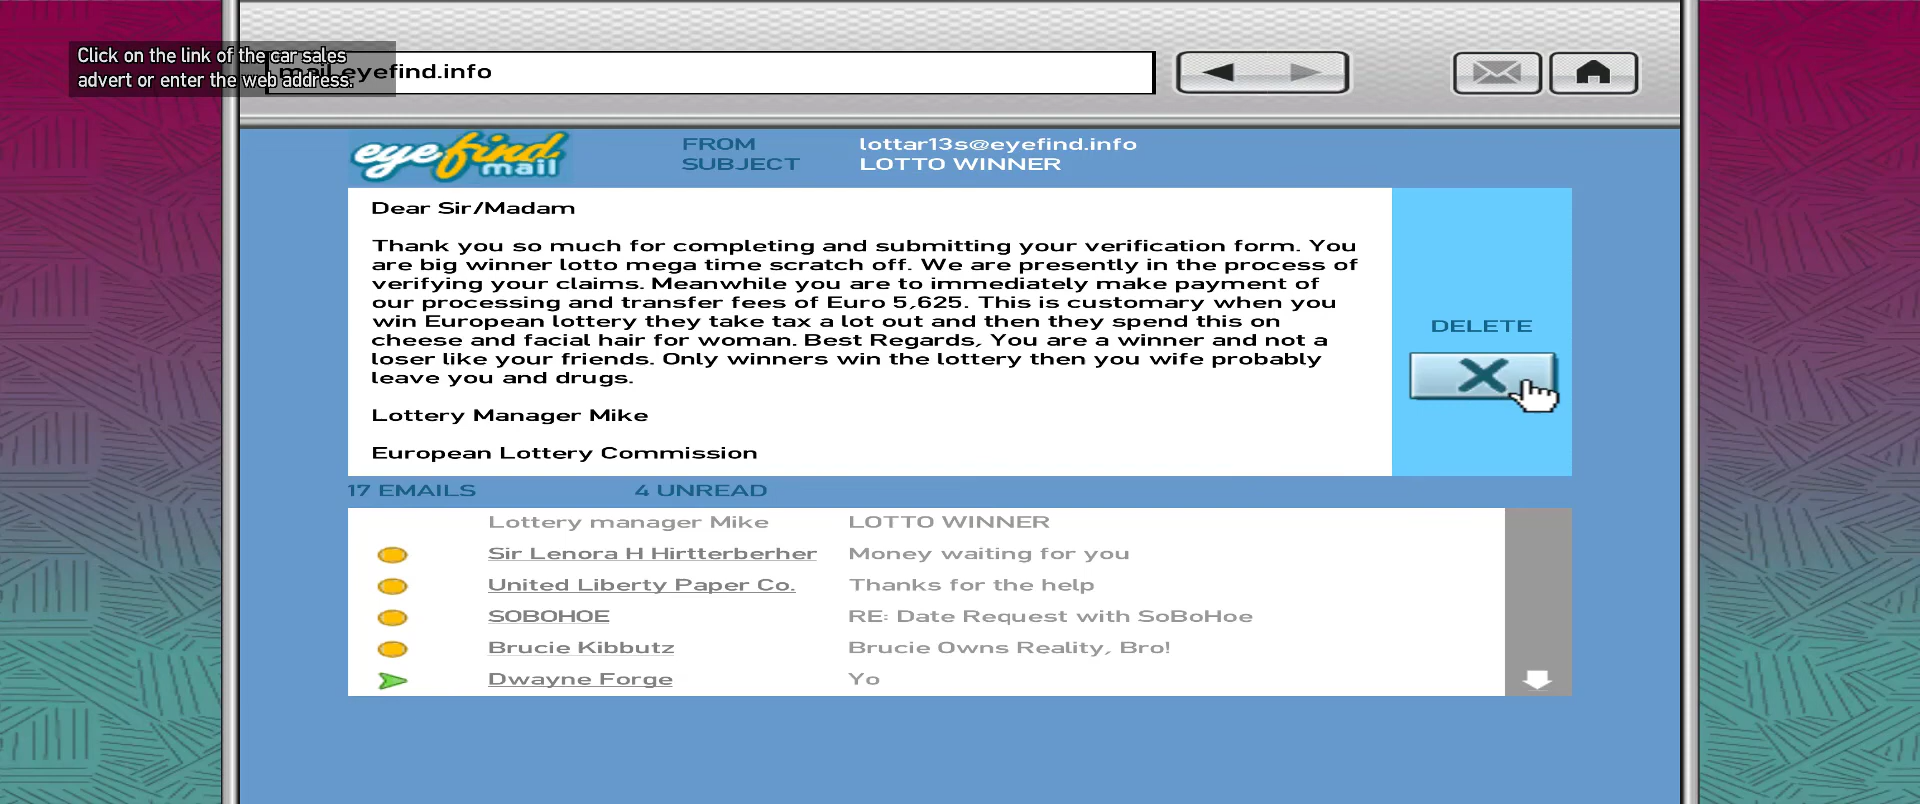 Click on the link of the car sales
advert or enter the web address.
mail.eyefind.info
eyefind mail
FROM lottar13s@eyefind.info
SUBJECT LOTTO WINNER
Dear Sir/Madam
Thank you so much for completing and submitting your verification form. You
are big winner lotto mega time scratch off. We are presently in the process of
verifying your claims. Meanwhile you are to immediately make payment of
our processing and transfer fees of Euro 5,625. This is customary when you
win European lottery they take tax a lot out and then they spend this on
cheese and facial hair for woman. Best Regards, You are a winner and not a
loser like your friends. Only winners win the lottery then you wife probably
leave you and drugs.
Lottery Manager Mike
European Lottery Commission
DELETE
17 EMAILS 4 UNREAD
Lottery manager Mike LOTTO WINNER
Sir Lenora H Hirtterberher Money waiting for you
United Liberty Paper Co. Thanks for the help
SOBOHOE RE: Date Request with SoBoHoe
Brucie Kibbutz Brucie Owns Reality, Bro!
Dwayne Forge Yo